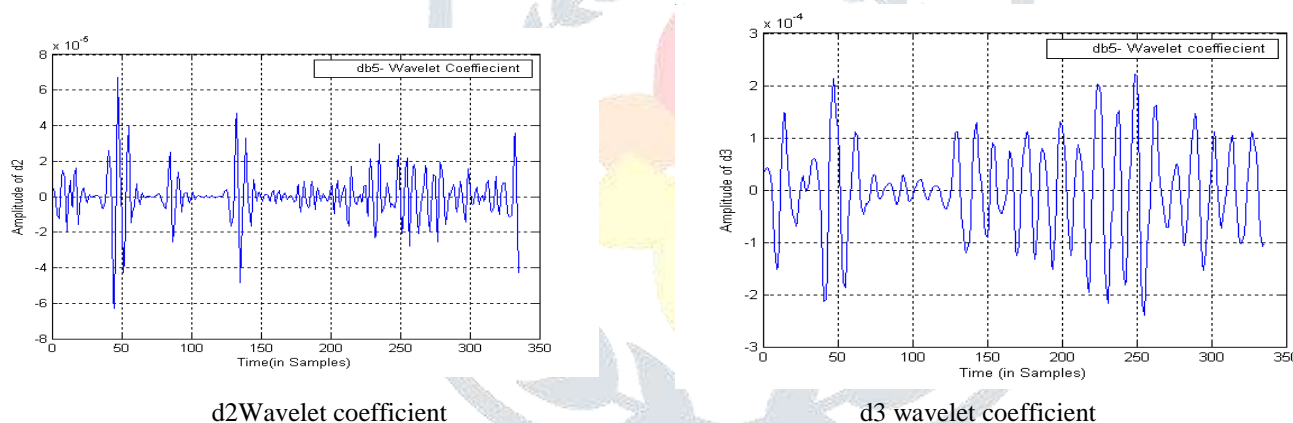 x 10-5
8
6
4
2
0
-2
-4
-6
-8
Amplitude of d2
db5- Wavelet Coeffiecient
0 50 100 150 200 250 300 350
Time(in Samples)
d2Wavelet coefficient
x 10-4
3
2
1
0
-1
-2
-3
Amplitude of d3
db5- Wavelet coeffiecient
0 50 100 150 200 250 300 35
Time (in Samples)
d3 wavelet coefficient